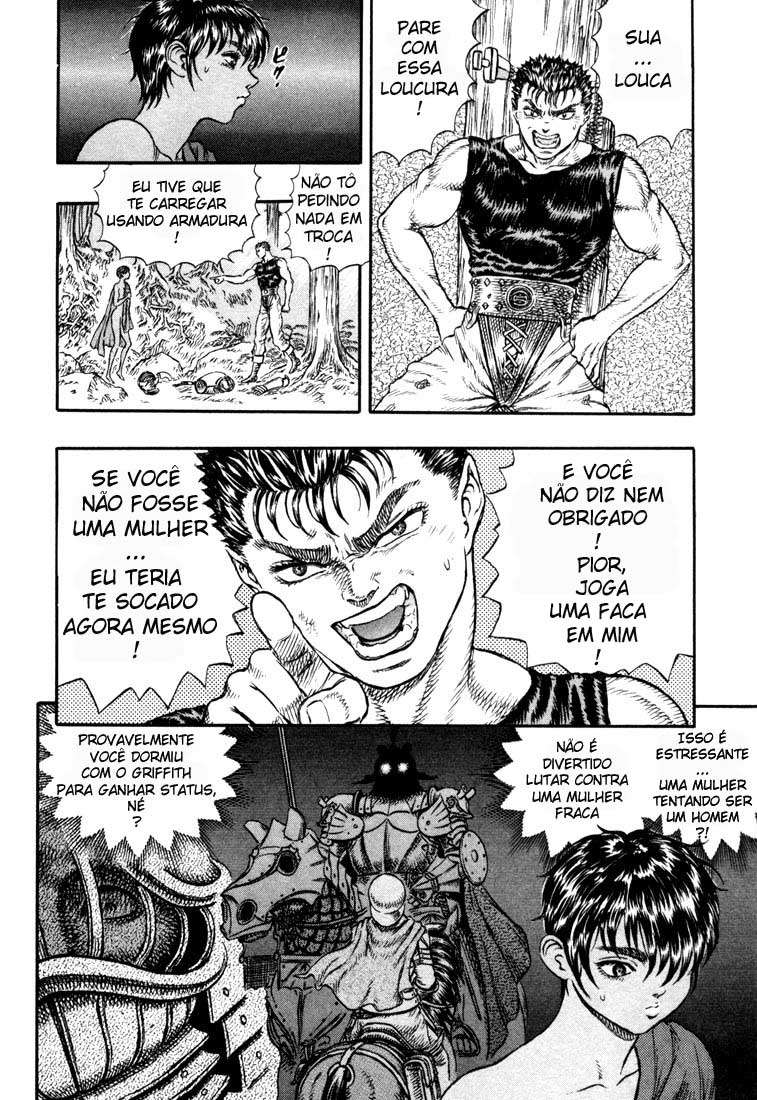 SUA
...
LOUCA
PARE
COM
ESSA
LOUCURA
!
ビク
NÃO TÔ
PEDINDO
NADA EM
TROCA
!
EU TIVE QUE
TE CARREGAR
USANDO ARMADURA
!
E VOCÊ
NÃO DIZ NEM
OBRIGADO
!
PIOR,
JOGA
UMA FACA
EM MIM
!
SE VOCÊ
NÃO FOSSE
UMA MULHER
...
EU TERIA
TE SOCADO
AGORA MESMO
!
ISSO É
ESTRESSANTE
...
UMA MULHER
TENTANDO SER
UM HOMEM
?!
NÃO É
DIVERTIDO
LUTAR CONTRA
UMA MULHER
FRACA
PROVAVELMENTE
VOCÊ DORMIU
COM O GRIFFITH
PARA GANHAR STATUS,
NÉ
?